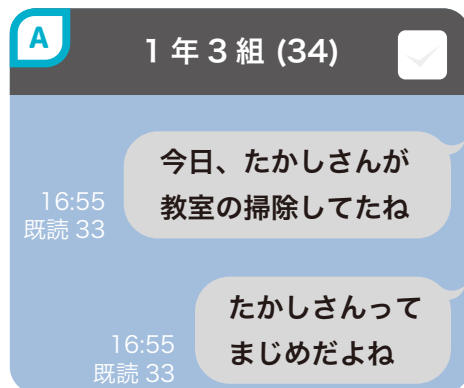 A
1年3組 (34)
今日、たかしさんが
教室の掃除してたね
16:55
既読 33
たかしさんって
まじめだよね
16:55
既読 33